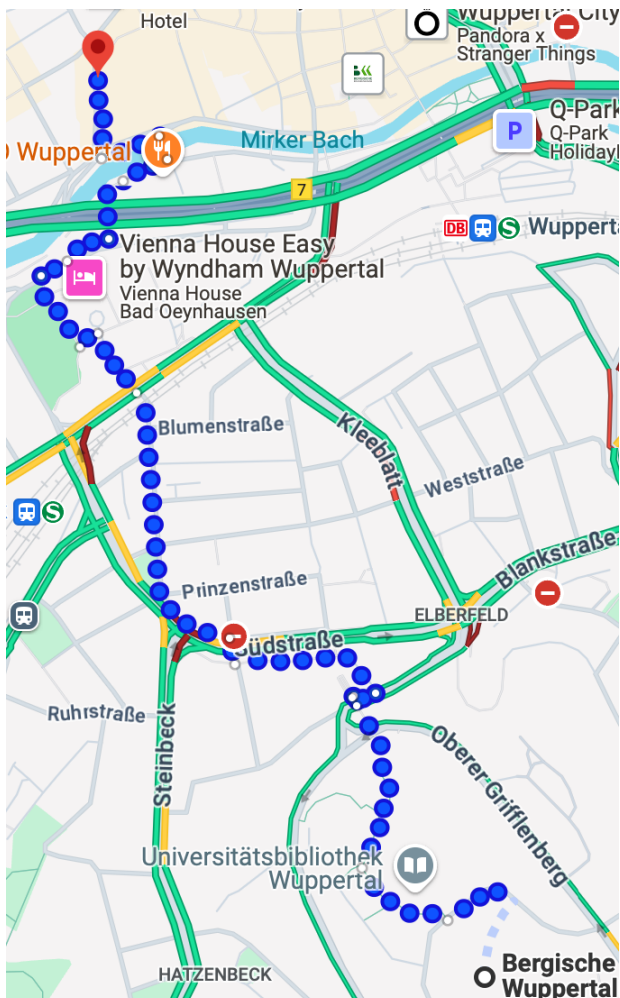 Hotel
Wuppertal City
Pandora x
Stranger Things
Q-Park
Q-Park
Holiday
P
Wuppertal
Mirker Bach
7
DB
S
Wupperta
Vienna House Easy
by Wyndham Wuppertal
Vienna House
Bad Oeynhausen
Blumenstraße
Kleeblatt
Weststraße
S
Blankstraße
Prinzenstraße
ELBERFELD
Südstraße
Ruhrstraße
Steinbeck
Oberer Grifflenberg
Universitätsbibliothek
Wuppertal
HATZENBECK
Bergische
Wuppertal